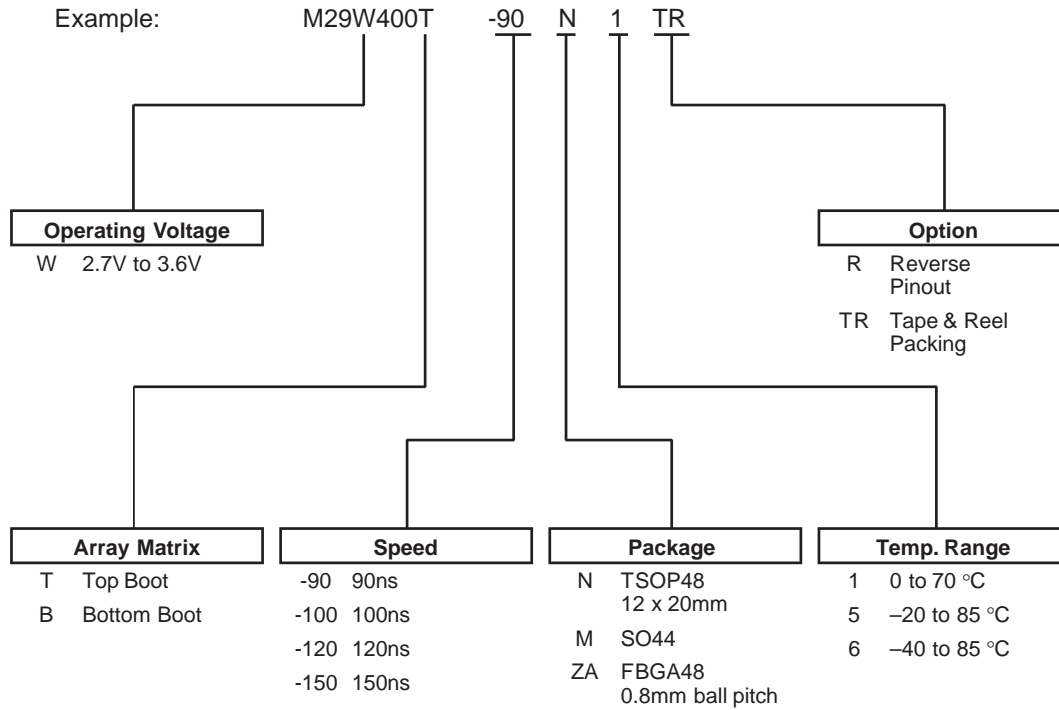 Example: M29W400T -90 N 1 TR
Operating Voltage
W 2.7V to 3.6V
Option
R Reverse
Pinout
TR Tape & Reel
Packing
Array Matrix
T Top Boot
B Bottom Boot
Speed
-90 90ns
-100 100ns
-120 120ns
-150 150ns
Package
N TSOP48
12 x 20mm
M SO44
ZA FBGA48
0.8mm ball pitch
Temp. Range
1 0 to 70 °C
5 –20 to 85 °C
6 –40 to 85 °C